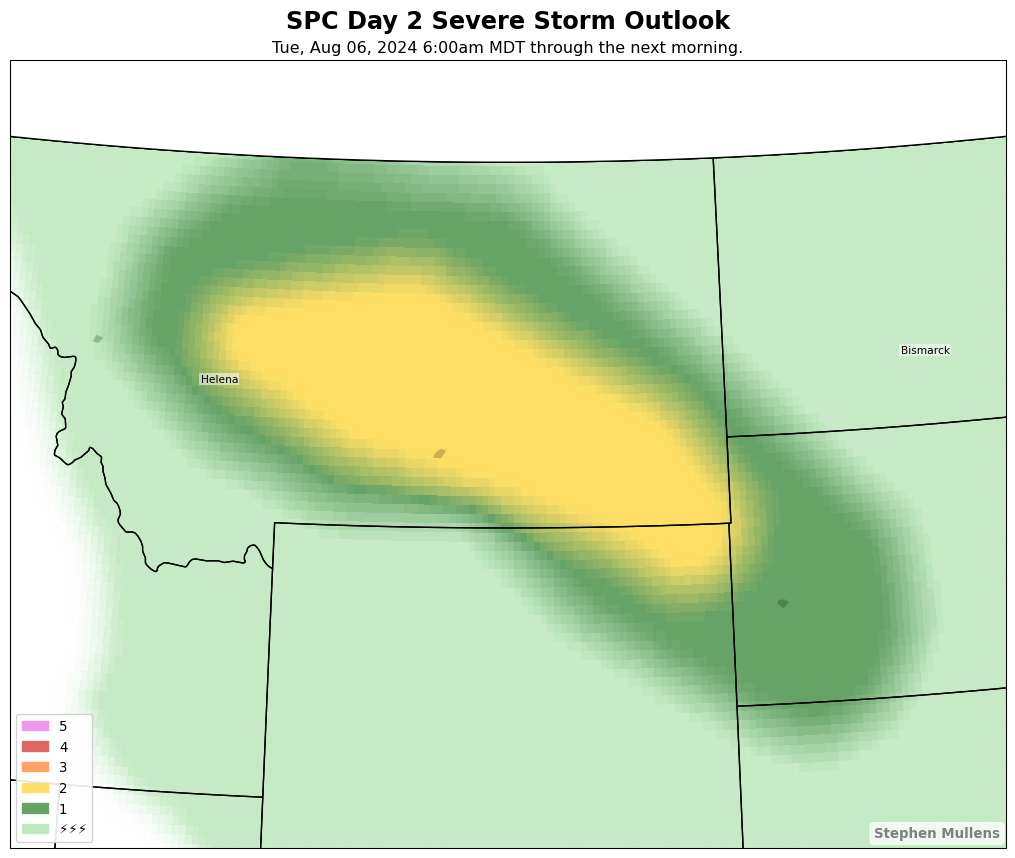 SPC Day 2 Severe Storm Outlook
Tue, Aug 06, 2024 6:00am MDT through the next morning.
Bismarck
Helena
5
4
3
2
1
⚡⚡⚡
Stephen Mullens